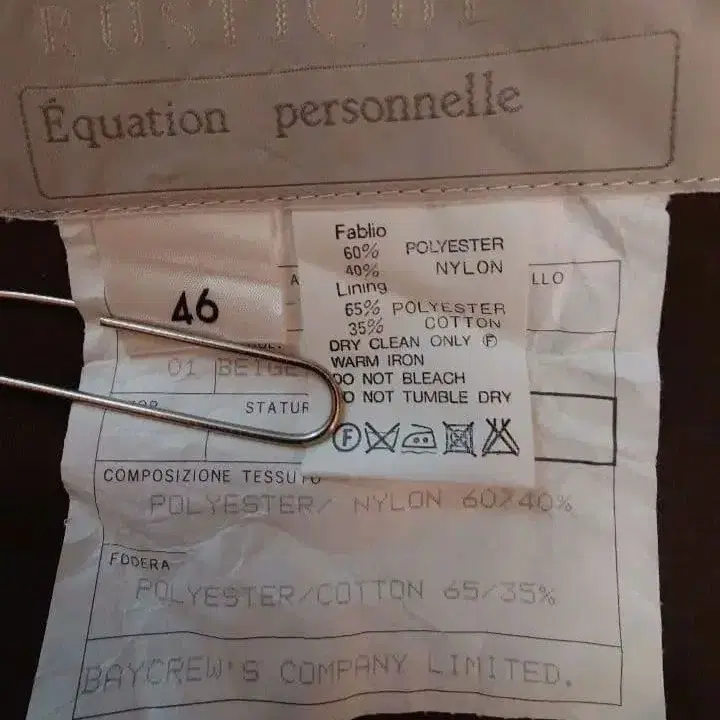 Équation personnelle
46
Fablio
60% POLYESTER
40% NYLON
Lining
65% POLYESTER
35% COTTON
DRY CLEAN ONLY Ⓕ
WARM IRON
DO NOT BLEACH
DO NOT TUMBLE DRY
F
LLO
01 BEIGE
STATUR
COMPOSIZIONE TESSUTO
POLYESTER/ NYLON 60/40%
FODERA
POLYESTER/COTTON 65/35%
BAYCREW'S COMPANY LIMITED.